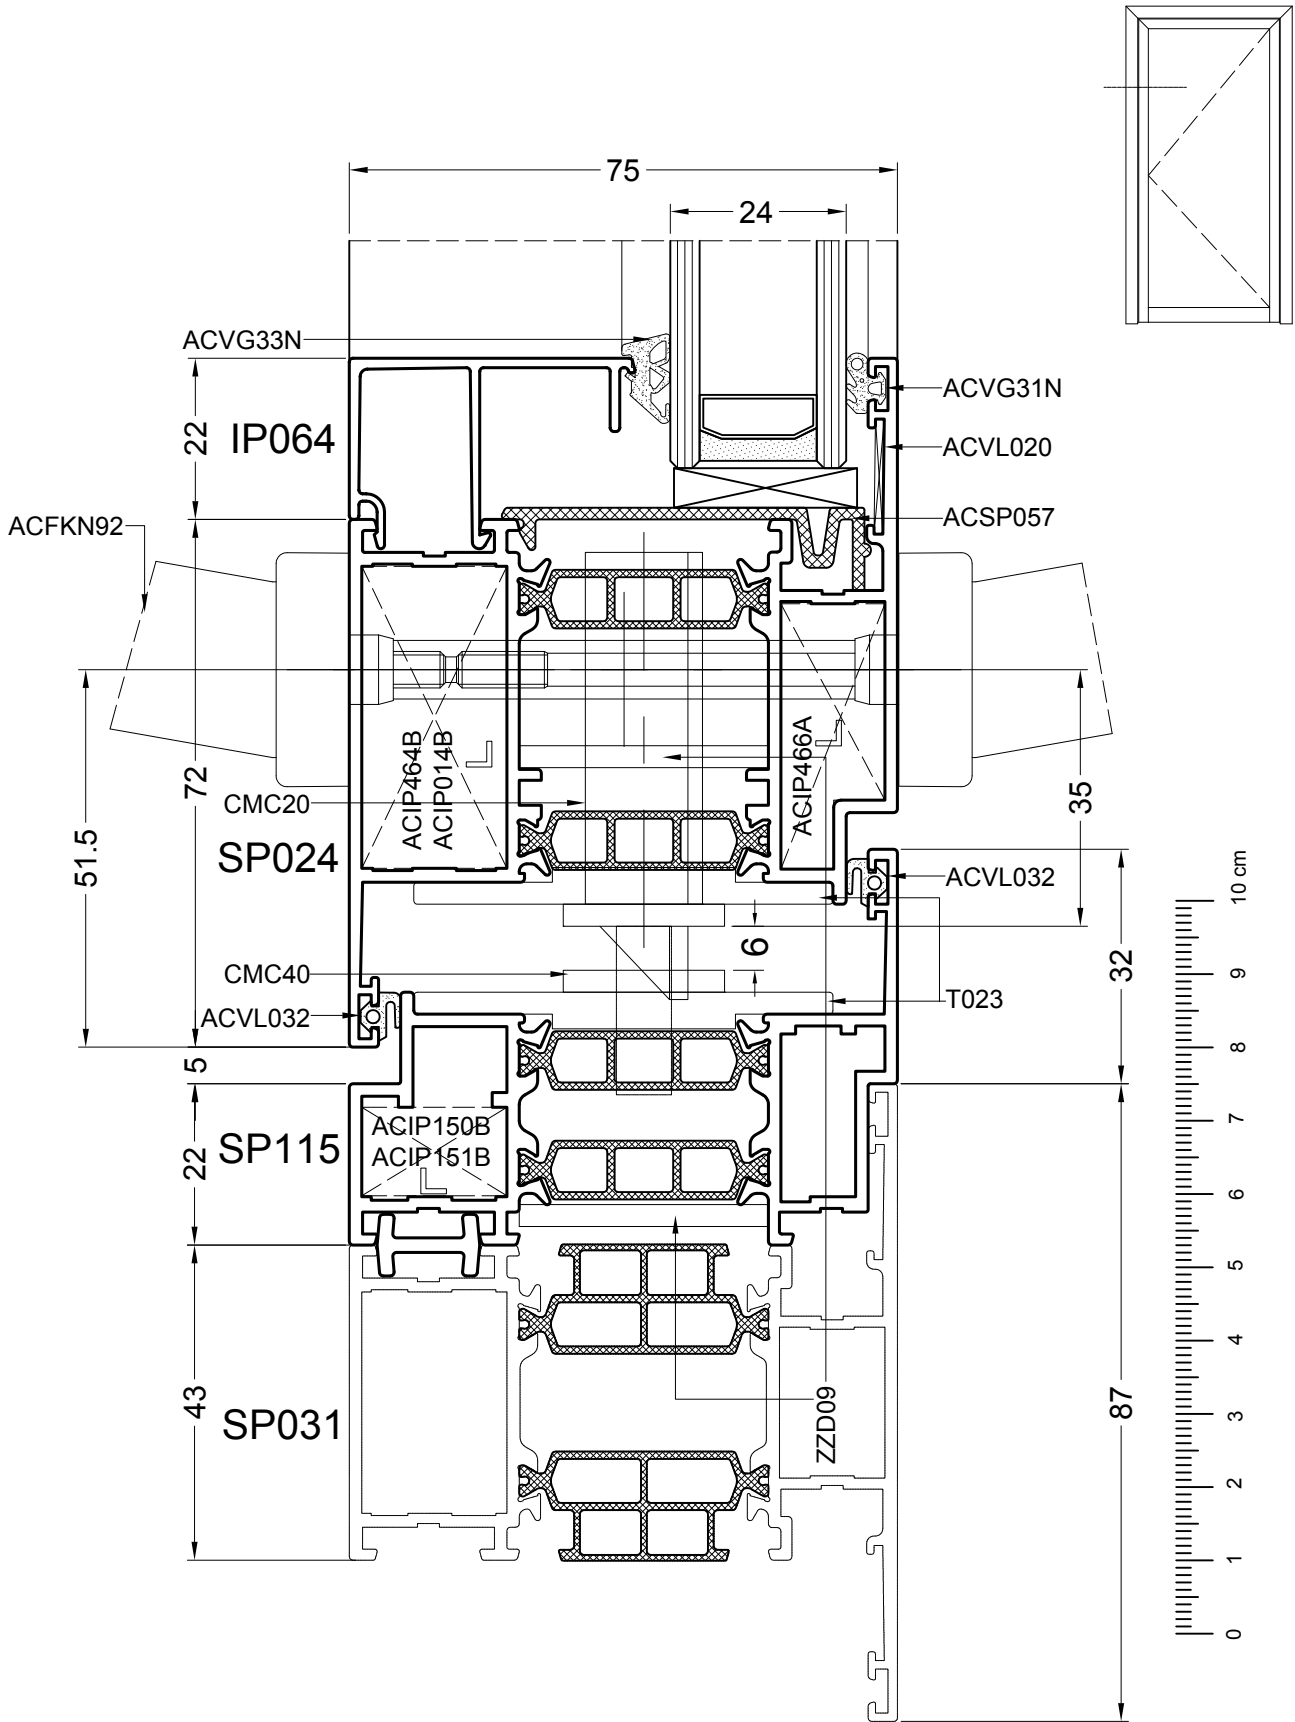 75
24
ACVG33N
ACVG31N
22
IP064
ACVL020
ACFKN92
ACSP057
ACIP464B
ACIP014B
ACIP466A
72
CMC20
35
51.5
SP024
ACVL032
10 cm
6
32
CMC40
9
T023
ACVL032
8
5
ACIP150B
7
22
SP115
ACIP151B
6
5
4
43
SP031
ZZD09
87
3
2
1
0